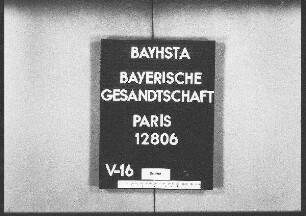 BAYHSTA
BAYERISCHE
GESANDTSCHAFT
PARIS
12806
V-16